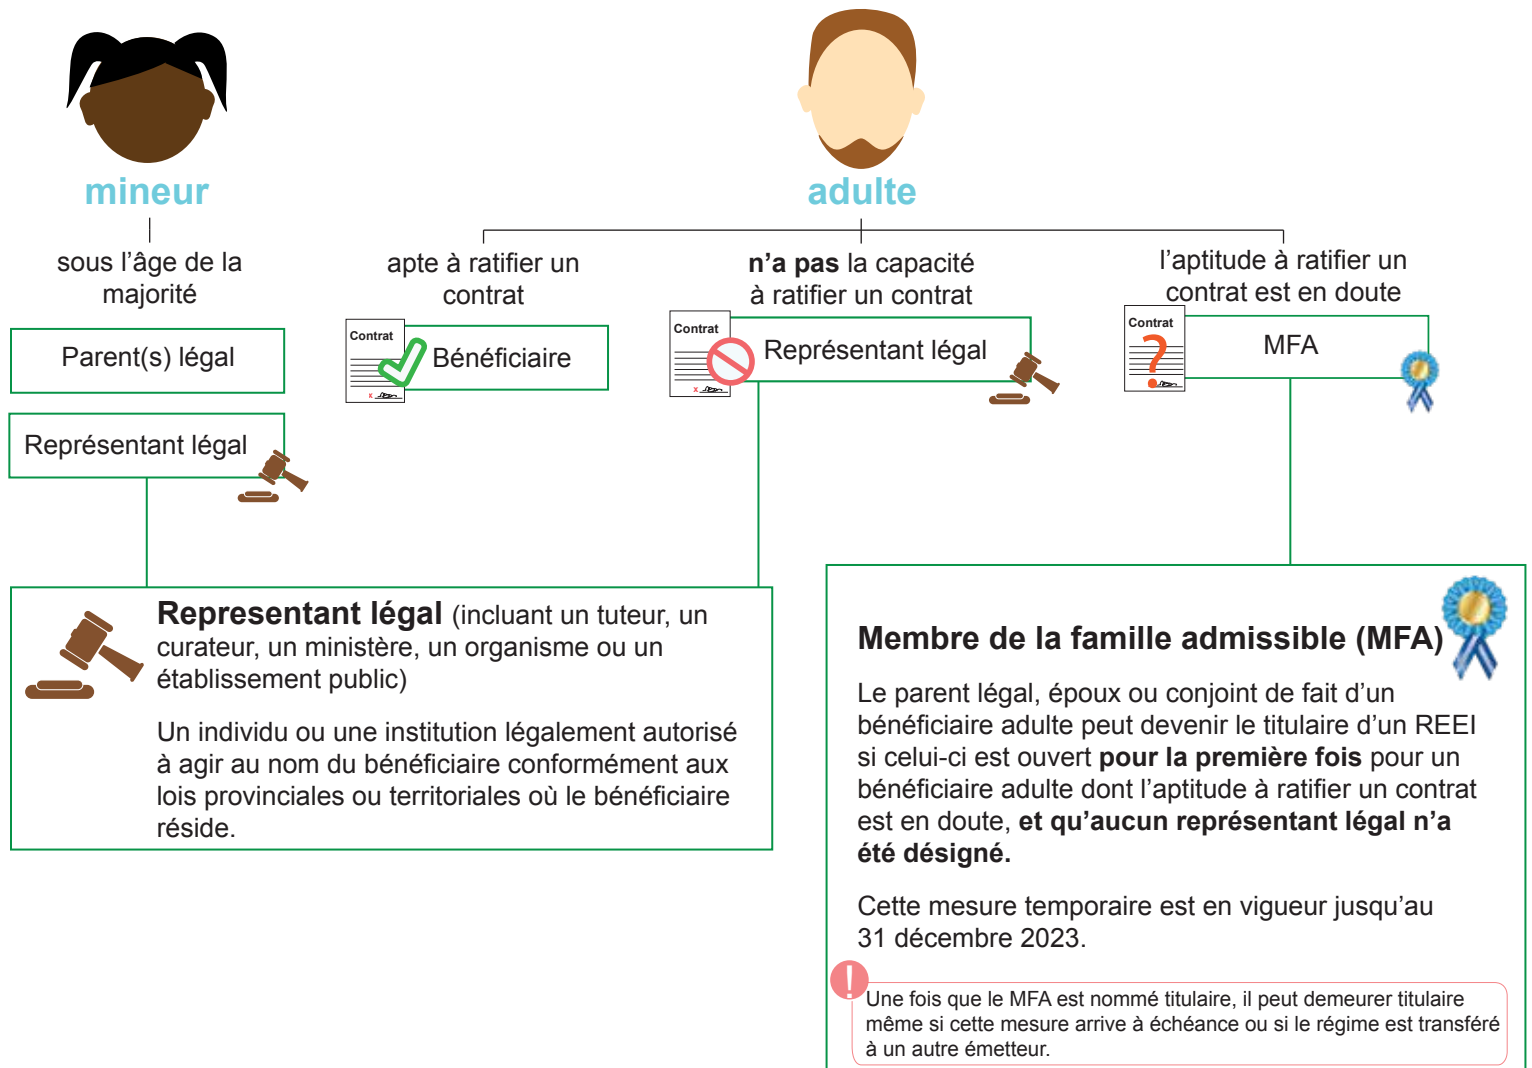 mineur
sous l'âge de la
majorité
Parent(s) légal
Représentant légal
adulte
apte à ratifier un
contrat
Contrat
x
Bénéficiaire
n'a pas la capacité
à ratifier un contrat
Contrat
x
Représentant légal
l'aptitude à ratifier un
contrat est en doute
Contrat
?
MFA
Representant légal (incluant un tuteur, un
curateur, un ministère, un organisme ou un
établissement public)
Un individu ou une institution légalement autorisé
à agir au nom du bénéficiaire conformément aux
lois provinciales ou territoriales où le bénéficiaire
réside.
Membre de la famille admissible (MFA)
Le parent légal, époux ou conjoint de fait d'un
bénéficiaire adulte peut devenir le titulaire d'un REEI
si celui-ci est ouvert pour la première fois pour un
bénéficiaire adulte dont l'aptitude à ratifier un contrat
est en doute, et qu'aucun représentant légal n'a
été désigné.
Cette mesure temporaire est en vigueur jusqu'au
31 décembre 2023.
!
Une fois que le MFA est nommé titulaire, il peut demeurer titulaire
même si cette mesure arrive à échéance ou si le régime est transféré
à un autre émetteur.